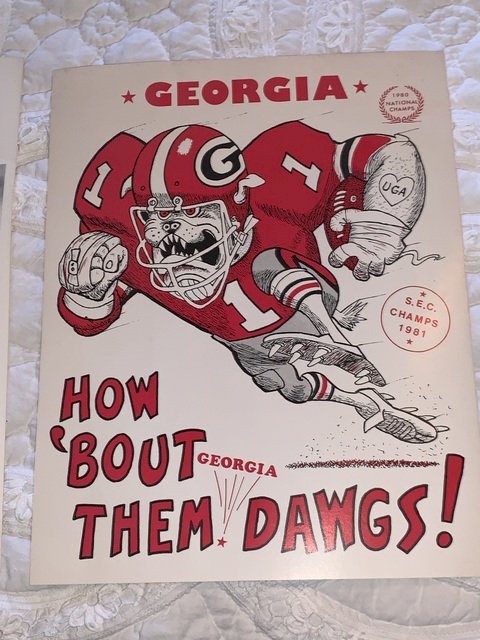 ★ GEORGIA ★
1980
NATIONAL
CHAMPS
G
1
1
1
UGA
S.E.C.
CHAMPS
1981
HOW
'BOUT
GEORGIA
THEM DAWGS!